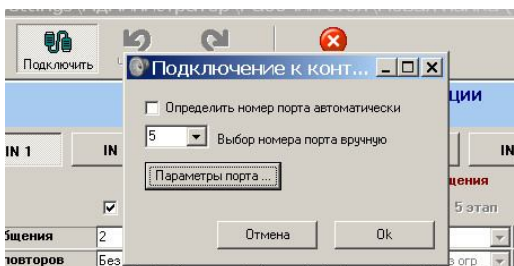 Подключить
Подключение к конт...
Определить номер порта автоматически
ЦИИ
5 Выбор номера порта вручную
IN 1 IN IN
Параметры порта ...
щения
5 этап
Отмена Ok
бщения 2
повторов Без в огр